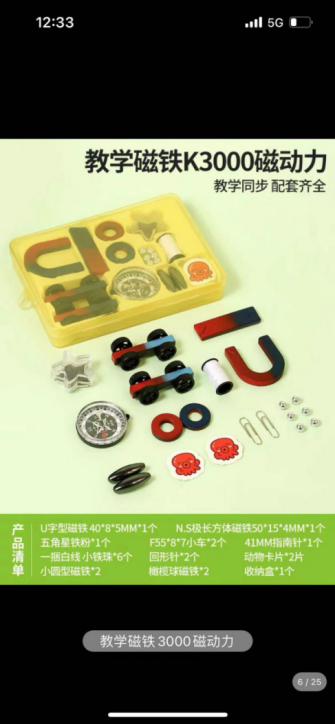 12:33
5G
教学磁铁K3000磁动力
教学同步 配套齐全
产品清单
U字型磁铁 40*8*5MM*1个 N.S极长方体磁铁50*15*4MM*1个
五角星铁粉*1个 F55*8*7小车*2个 41MM指南针*1个
一捆白线 小铁珠*6个 回形针*2个 动物卡片*2片
小圆型磁铁*2 橄榄球磁铁*2 收纳盒*1个
教学磁铁3000磁动力
6 / 25